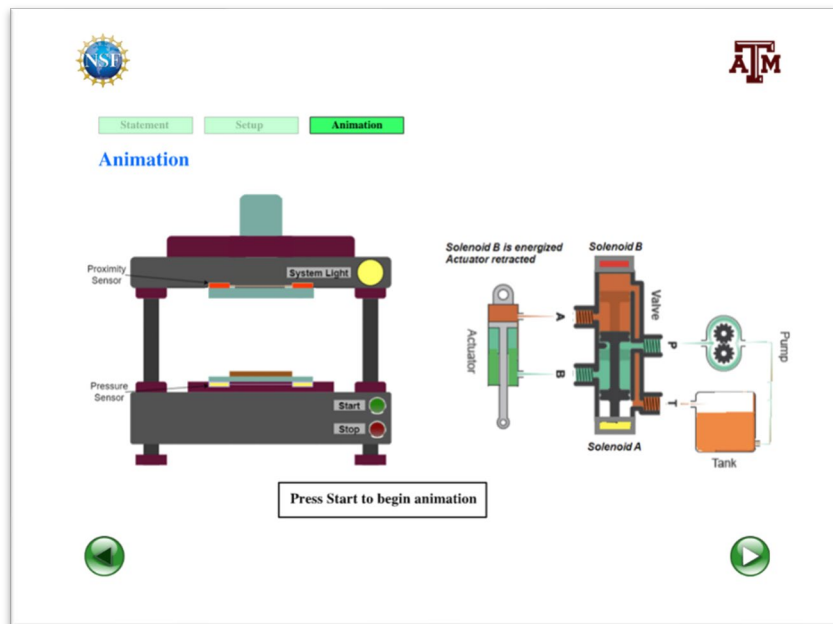 NSF
ATM
Statement
Setup
Animation
Animation
Proximity
Sensor
System Light
Pressure
Sensor
Start
Stop
Solenoid B is energized
Actuator retracted
Solenoid B
Actuator
A
B
Valve
P
T
Pump
Solenoid A
Tank
Press Start to begin animation